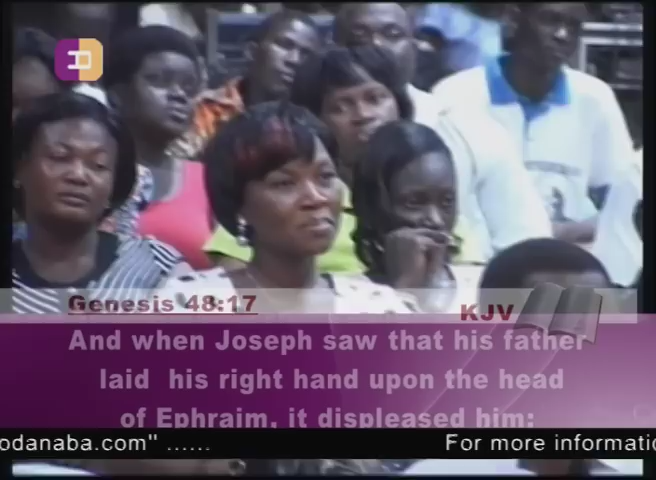 Genesis 48:17
KJV
And when Joseph saw that his father
laid his right hand upon the head
of Ephraim, it displeased him:
odanaba.com" ...... For more informatio